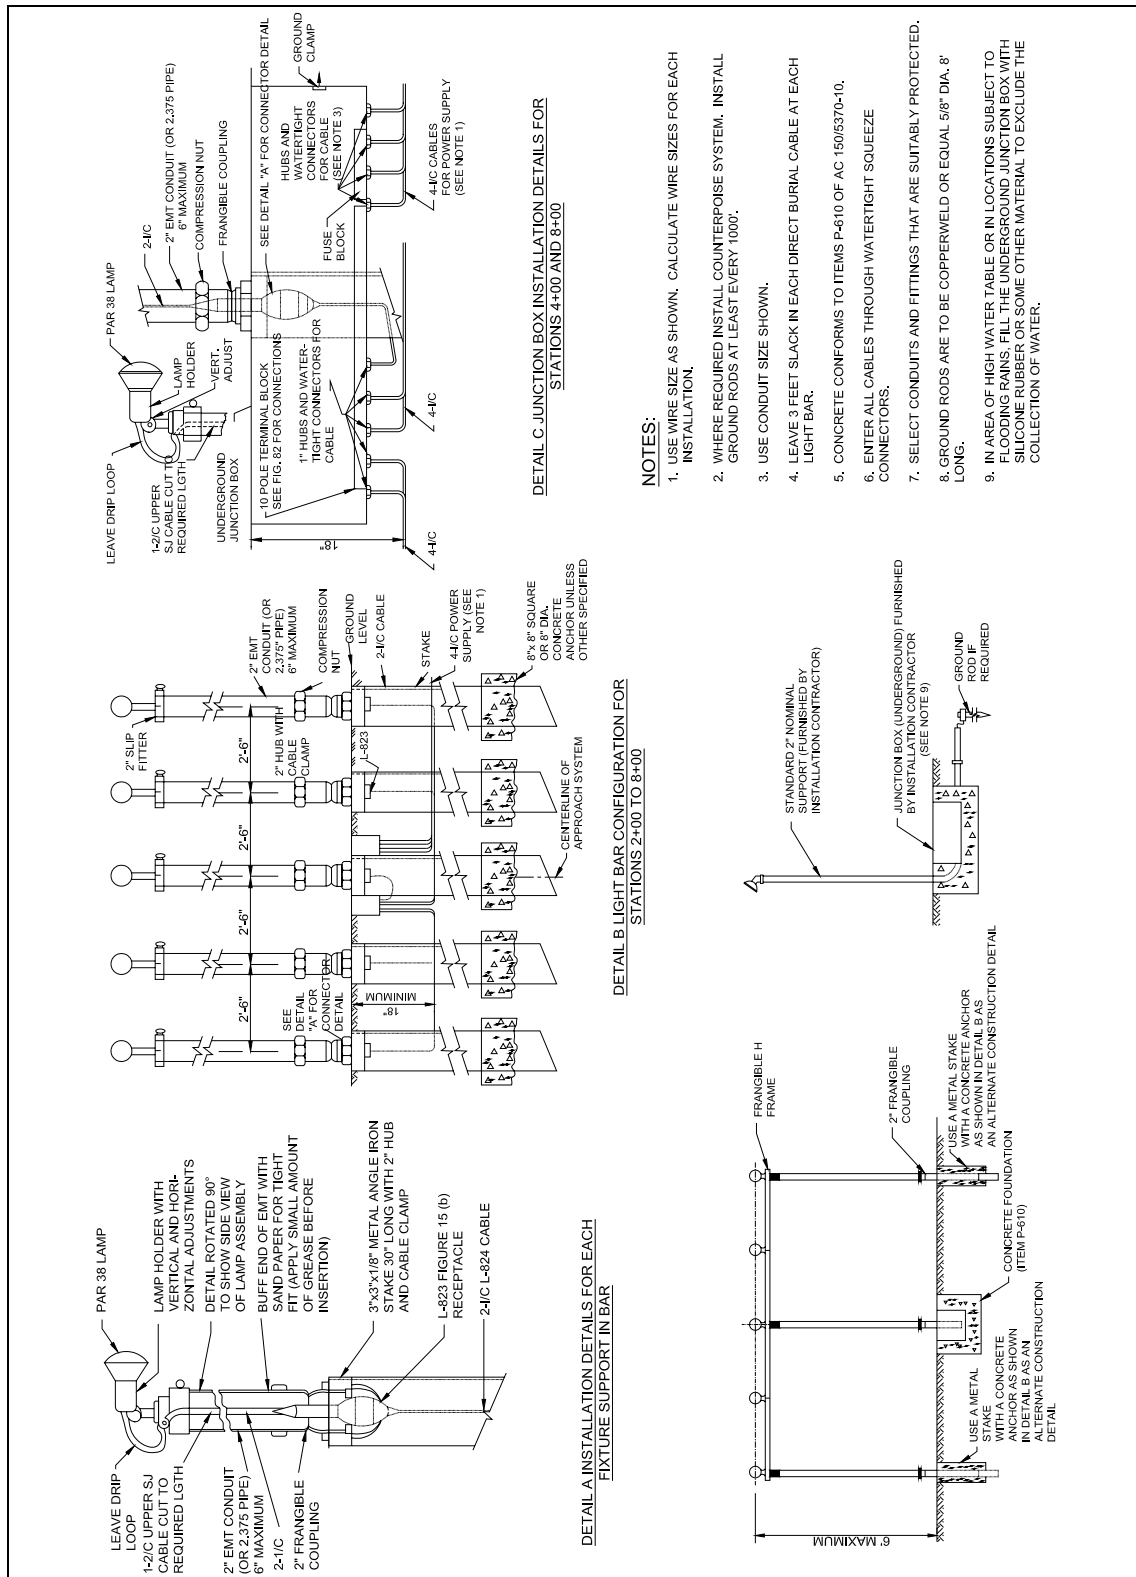 PAR 38 LAMP
LAMP HOLDER WITH
VERTICAL AND HORI-
ZONTAL ADJUSTMENTS
DETAIL ROTATED 90°
TO SHOW SIDE VIEW
OF LAMP ASSEMBLY
BUFF END OF EMT WITH
SAND PAPER FOR TIGHT
FIT (APPLY SMALL AMOUNT
OF GREASE BEFORE
INSERTION)
3"x3"x1/8" METAL ANGLE IRON
STAKE 30" LONG WITH 2" HUB
AND CABLE CLAMP
L-823 FIGURE 15 (b)
RECEPTACLE
2-I/C L-824 CABLE
LEAVE DRIP
LOOP
1-2/C UPPER SJ
CABLE CUT TO
REQUIRED LGTH
2" EMT CONDUIT
(OR 2.375 PIPE)
6" MAXIMUM
2-1/C
2" FRANGIBLE
COUPLING
DETAIL A INSTALLATION DETAILS FOR EACH
FIXTURE SUPPORT IN BAR
2" SLIP
FITTER
2'-6"
2'-6"
2'-6"
2'-6"
2" EMT
CONDUIT (OR
2.375" PIPE)
6" MAXIMUM
2" HUB WITH
CABLE
CLAMP
COMPRESSION
NUT
GROUND
LEVEL
L-823
2-I/C CABLE
STAKE
4-I/C POWER
SUPPLY (SEE
NOTE 1)
SEE
DETAIL
"A" FOR
CONNECTOR
DETAIL
18"
MINIMUM
8"x 8" SQUARE
OR 8" DIA.
CONCRETE
ANCHOR UNLESS
OTHER SPECIFIED
CENTERLINE OF
APPROACH SYSTEM
DETAIL B LIGHT BAR CONFIGURATION FOR
STATIONS 2+00 TO 8+00
PAR 38 LAMP
2-I/C
2" EMT CONDUIT (OR 2.375 PIPE)
6" MAXIMUM
COMPRESSION NUT
FRANGIBLE COUPLING
SEE DETAIL "A" FOR CONNECTOR DETAIL
LEAVE DRIP LOOP
LAMP
HOLDER
VERT.
ADJUST
1-2/C UPPER
SJ CABLE CUT TO
REQUIRED LGTH
UNDERGROUND
JUNCTION BOX
10 POLE TERMINAL BLOCK
SEE FIG. 82 FOR CONNECTIONS
1" HUBS AND WATER-
TIGHT CONNECTORS FOR
CABLE
HUBS AND
WATERTIGHT
CONNECTORS
FOR CABLE
(SEE NOTE 3)
GROUND
CLAMP
FUSE
BLOCK
18"
4-I/C
4-I/C
4-I/C CABLES
FOR POWER SUPPLY
(SEE NOTE 1)
DETAIL C JUNCTION BOX INSTALLATION DETAILS FOR
STATIONS 4+00 AND 8+00
6' MAXIMUM
FRANGIBLE H
FRAME
2" FRANGIBLE
COUPLING
USE A METAL
STAKE
WITH A CONCRETE
ANCHOR AS SHOWN
IN DETAIL B AS AN
ALTERNATE CONSTRUCTION
DETAIL
CONCRETE FOUNDATION
(ITEM P-610)
USE A METAL STAKE
WITH A CONCRETE ANCHOR
AS SHOWN IN DETAIL B AS
AN ALTERNATE CONSTRUCTION DETAIL
STANDARD 2" NOMINAL
SUPPORT (FURNISHED BY
INSTALLATION CONTRACTOR)
JUNCTION BOX (UNDERGROUND) FURNISHED
BY INSTALLATION CONTRACTOR
(SEE NOTE 9)
GROUND
ROD IF
REQUIRED
NOTES:
1. USE WIRE SIZE AS SHOWN. CALCULATE WIRE SIZES FOR EACH
INSTALLATION.
2. WHERE REQUIRED INSTALL COUNTERPOISE SYSTEM. INSTALL
GROUND RODS AT LEAST EVERY 1000'.
3. USE CONDUIT SIZE SHOWN.
4. LEAVE 3 FEET SLACK IN EACH DIRECT BURIAL CABLE AT EACH
LIGHT BAR.
5. CONCRETE CONFORMS TO ITEMS P-610 OF AC 150/5370-10.
6. ENTER ALL CABLES THROUGH WATERTIGHT SQUEEZE
CONNECTORS.
7. SELECT CONDUITS AND FITTINGS THAT ARE SUITABLY PROTECTED.
8. GROUND RODS ARE TO BE COPPERWELD OR EQUAL 5/8" DIA. 8'
LONG.
9. IN AREA OF HIGH WATER TABLE OR IN LOCATIONS SUBJECT TO
FLOODING RAINS, FILL THE UNDERGROUND JUNCTION BOX WITH
SILICONE RUBBER OR SOME OTHER MATERIAL TO EXCLUDE THE
COLLECTION OF WATER.